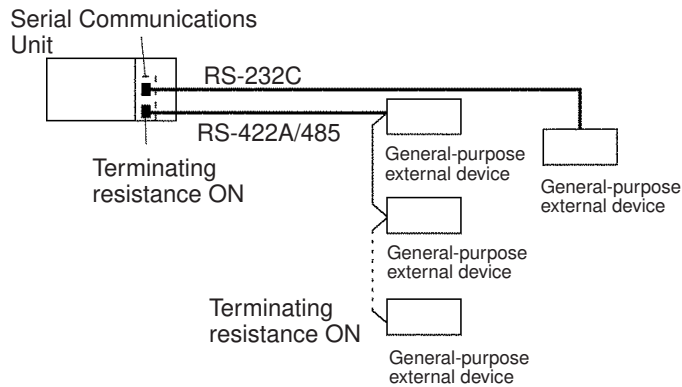 Serial Communications
Unit
RS-232C
RS-422A/485
Terminating
resistance ON
General-purpose
external device
General-purpose
external device
General-purpose
external device
Terminating
resistance ON
General-purpose
external device